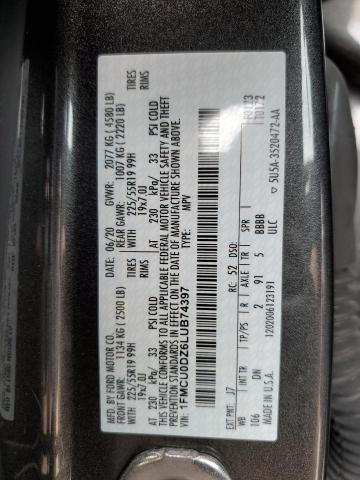 MFD. BY FORD MOTOR CO.
DATE: 06/20 GVWR: 2077 KG ( 4580 LB)
FRONT GAWR: 1134 KG ( 2500 LB) REAR GAWR: 1007 KG ( 2220 LB)
WITH 225/55R19 99H TIRES WITH 225/55R19 99H TIRES
19x7.0J RIMS 19x7.0J RIMS
AT 230 kPa/ 33 PSI COLD AT 230 kPa/ 33 PSI COLD
THIS VEHICLE CONFORMS TO ALL APPLICABLE FEDERAL MOTOR VEHICLE SAFETY AND THEFT
PREVENTION STANDARDS IN EFFECT ON THE DATE OF MANUFACTURE SHOWN ABOVE.
VIN: 1FMCU0DZ6LUB74397 TYPE: MPV
F0123
T0172
EXT PNT: J7 RC: 52 DSO:
WB TP/PS R AXLE TR SPR
106 DN 2 91 5 BBBB
MADE IN U.S.A. ULC
1202006123191
5U5A-3520472-AA